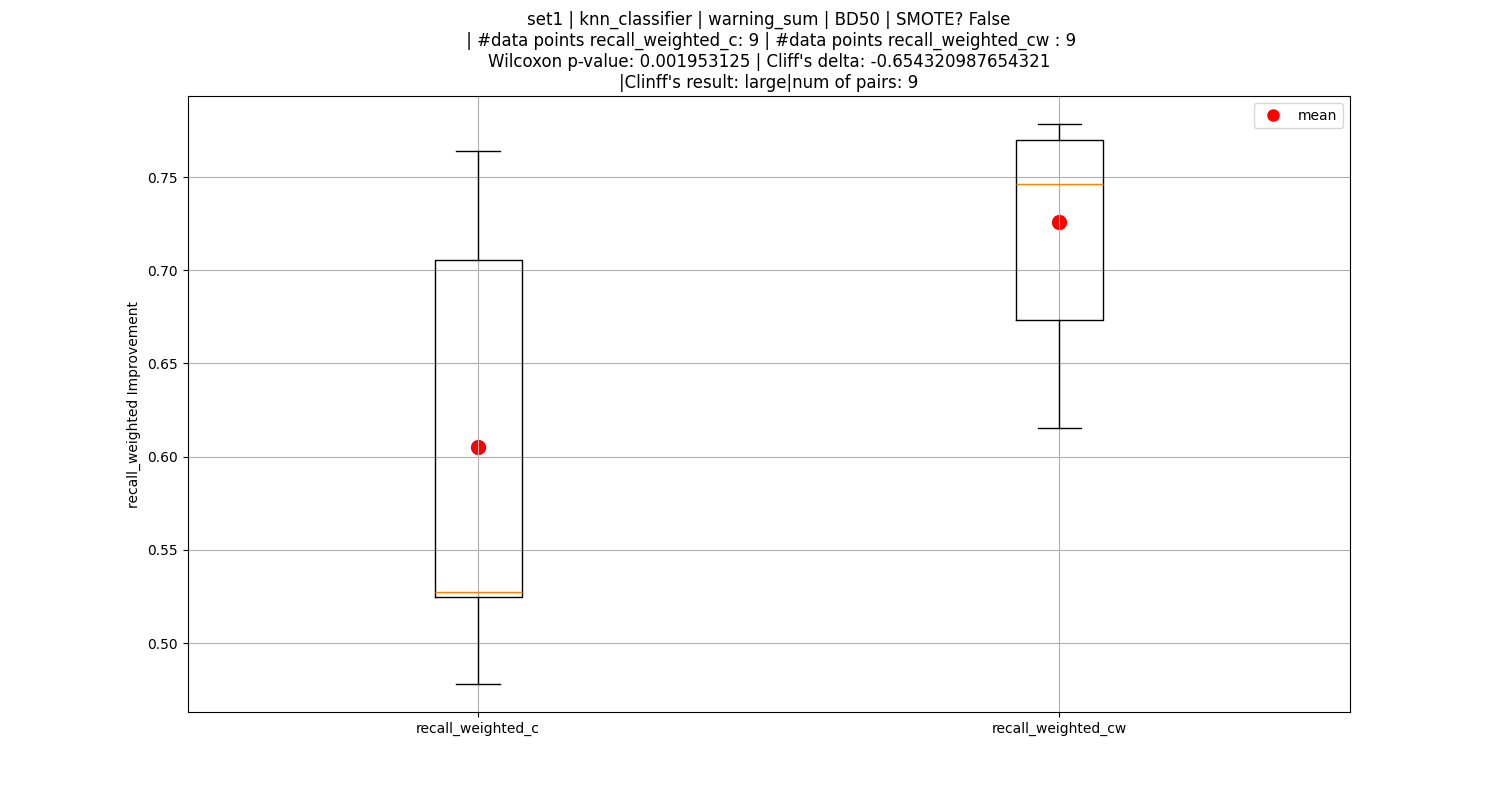 set1 | knn_classifier | warning_sum | BD50 | SMOTE? False
| #data points recall_weighted_c: 9 | #data points recall_weighted_cw : 9
Wilcoxon p-value: 0.001953125 | Cliff's delta: -0.654320987654321
|Clinff's result: large|num of pairs: 9
mean
recall_weighted Improvement
0.75
0.70
0.65
0.60
0.55
0.50
recall_weighted_c
recall_weighted_cw